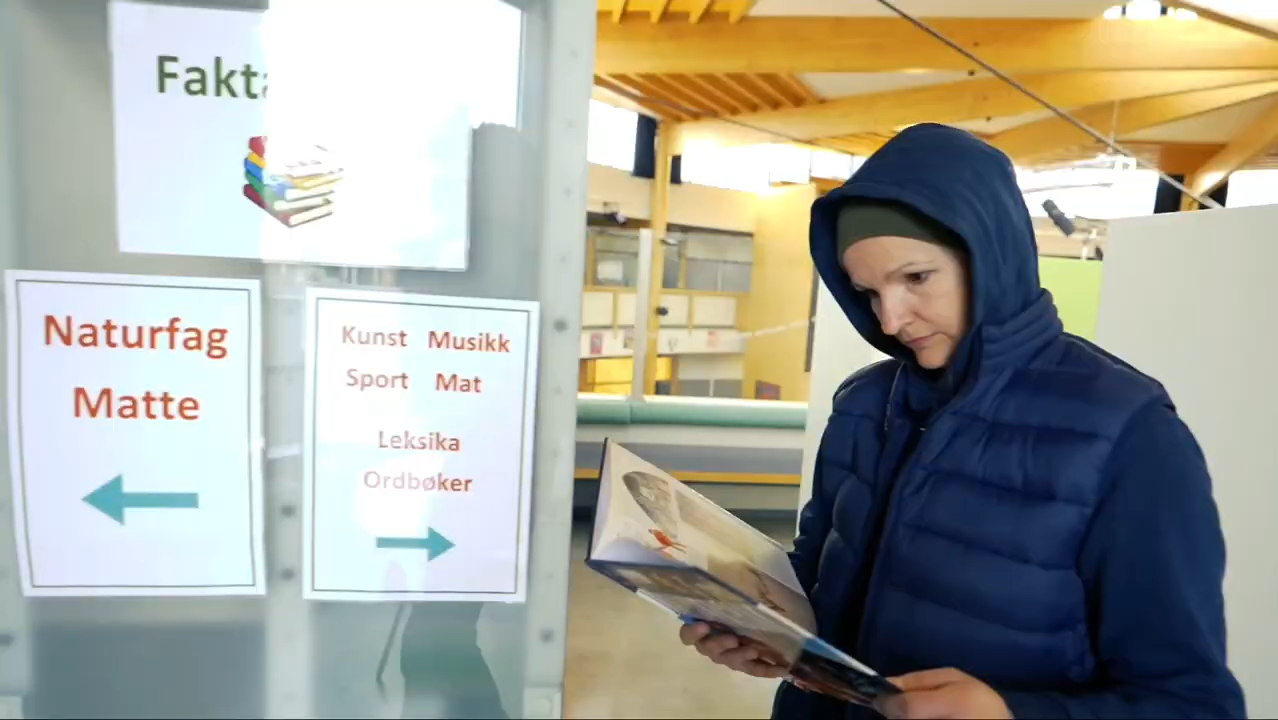 Fakta
Naturfag
Matte
Kunst Musikk
Sport Mat
Leksika
Ordbøker